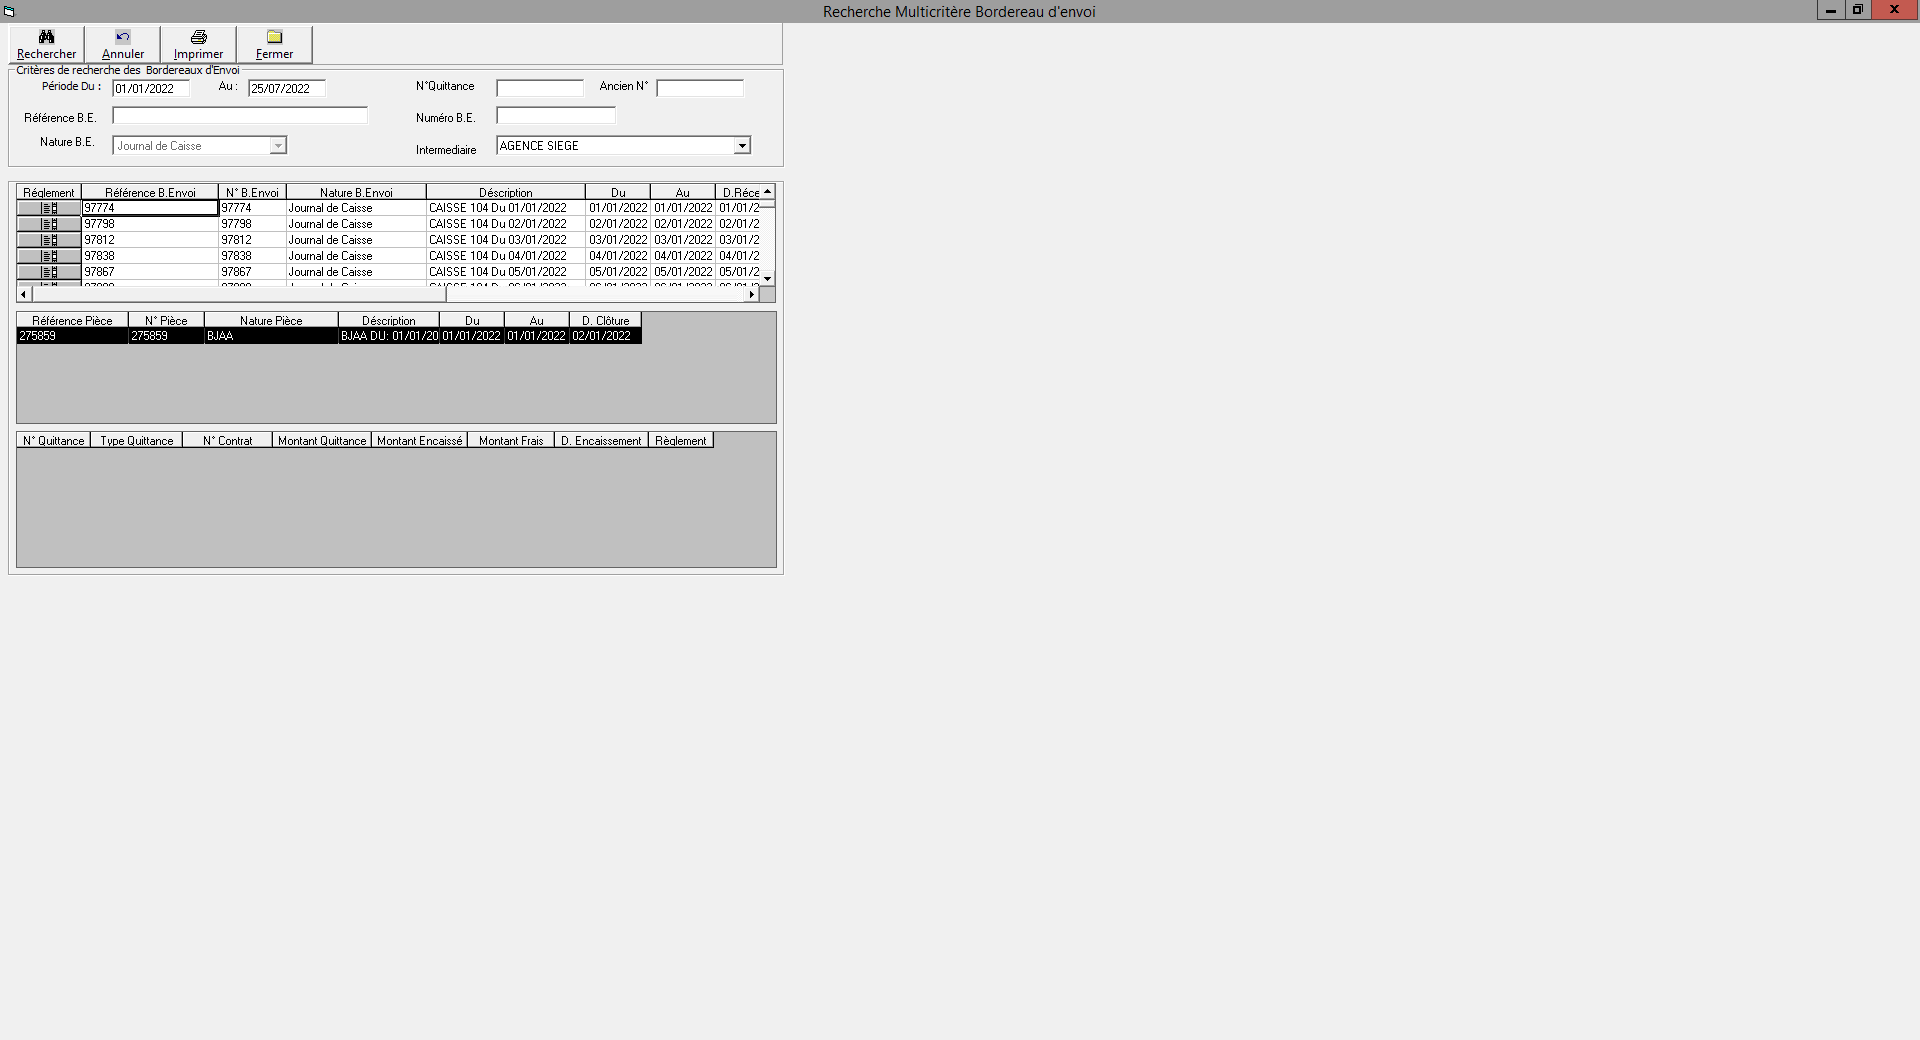 Recherche Multicritère Bordereau d'envoi
Rechercher Annuler Imprimer Fermer
Critères de recherche des Bordereaux d'Envoi
Période Du : 01/01/2022 Au : 25/07/2022 N°Quittance Ancien N°
Référence B.E. Numéro B.E.
Nature B.E. Journal de Caisse Intermediaire AGENCE SIEGE
Réglement Référence B.Envoi N° B.Envoi Nature B.Envoi Déscription Du Au D.Réce
97774 97774 Journal de Caisse CAISSE 104 Du 01/01/2022 01/01/2022 01/01/2022 01/01/2
97798 97798 Journal de Caisse CAISSE 104 Du 02/01/2022 02/01/2022 02/01/2022 02/01/2
97812 97812 Journal de Caisse CAISSE 104 Du 03/01/2022 03/01/2022 03/01/2022 03/01/2
97838 97838 Journal de Caisse CAISSE 104 Du 04/01/2022 04/01/2022 04/01/2022 04/01/2
97867 97867 Journal de Caisse CAISSE 104 Du 05/01/2022 05/01/2022 05/01/2022 05/01/2
Référence Pièce N° Pièce Nature Pièce Déscription Du Au D. Clôture
275859 275859 BJAA BJAA DU: 01/01/20 01/01/2022 01/01/2022 02/01/2022
N° Quittance Type Quittance N° Contrat Montant Quittance Montant Encaissé Montant Frais D. Encaissement Règlement